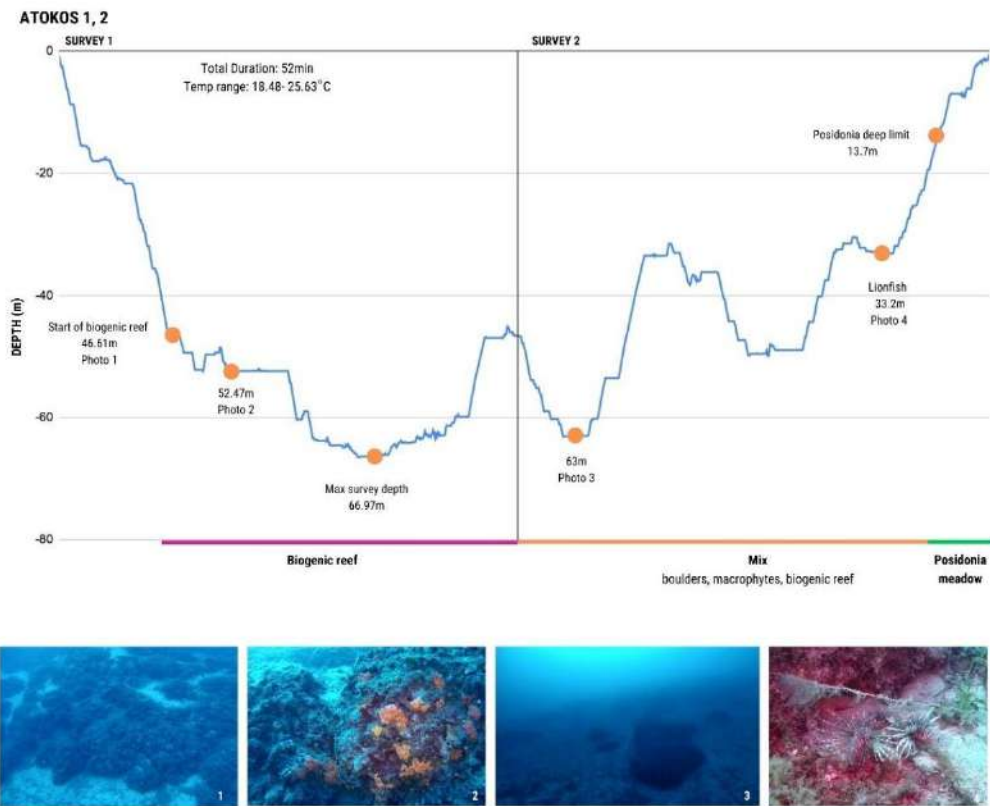 ATOKOS 1, 2
SURVEY 1
SURVEY 2
0
Total Duration: 52min
Temp range: 18.48- 25.63°C
Posidonia deep limit
13.7m
-20
-40
DEPTH (m)
Start of biogenic reef
46.61m
Photo 1
Lionfish
33.2m
Photo 4
52.47m
Photo 2
-60
63m
Photo 3
Max survey depth
66.97m
-80
Biogenic reef
Mix
boulders, macrophytes, biogenic reef
Posidonia
meadow
1
2
3